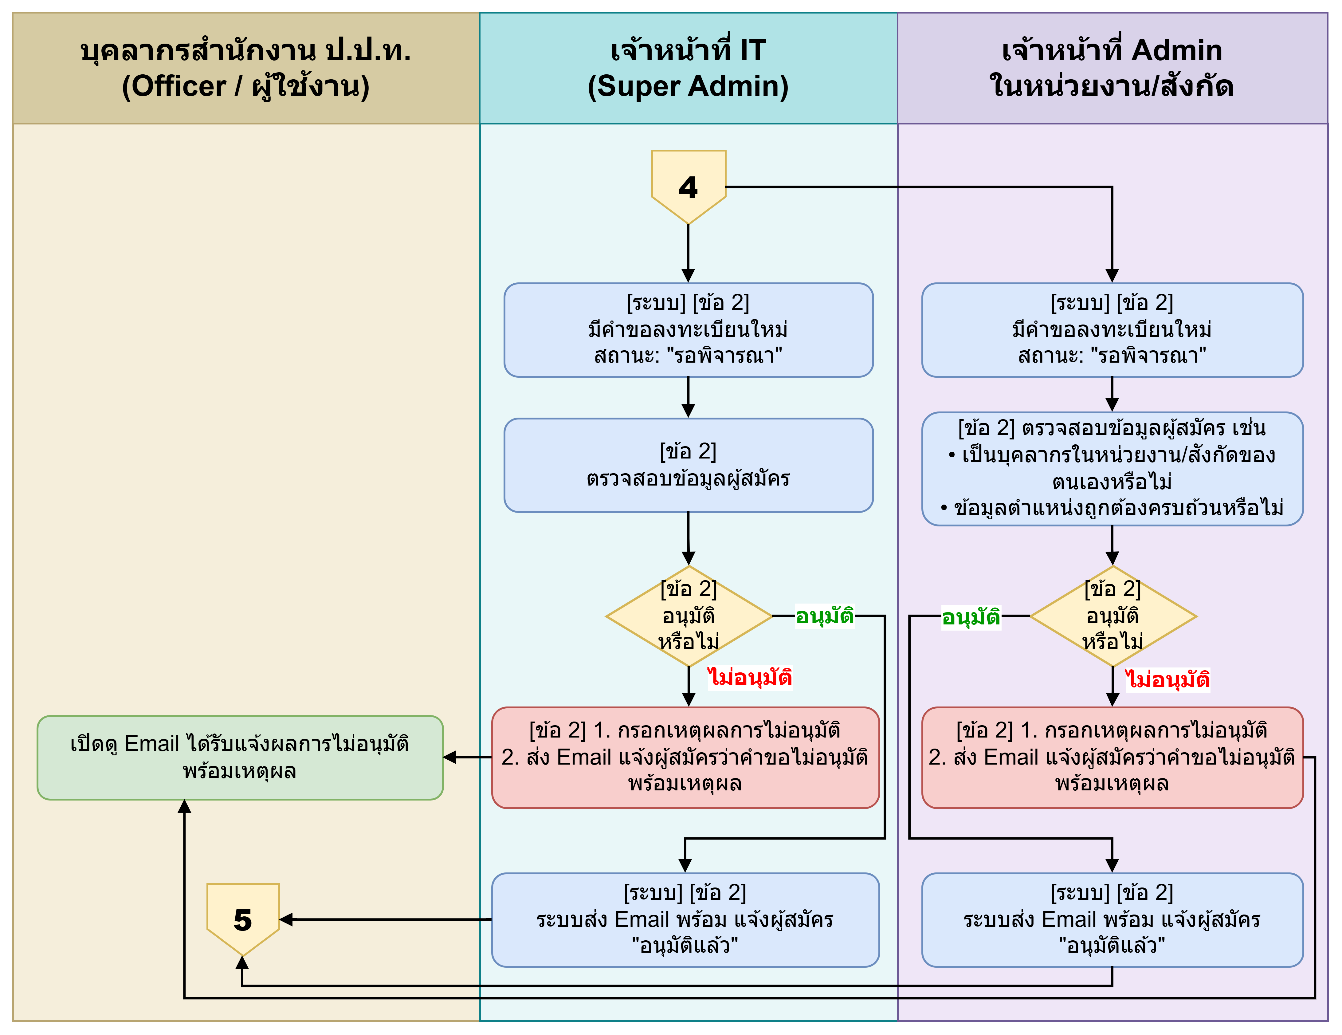 บุคลากรสำนักงาน ป.ป.ท.
(Officer / ผู้ใช้งาน)
เจ้าหน้าที่ IT
(Super Admin)
เจ้าหน้าที่ Admin
ในหน่วยงาน/สังกัด
4
[ระบบ] [ข้อ 2]
มีคำขอลงทะเบียนใหม่
สถานะ: "รอพิจารณา"
[ระบบ] [ข้อ 2]
มีคำขอลงทะเบียนใหม่
สถานะ: "รอพิจารณา"
[ข้อ 2]
ตรวจสอบข้อมูลผู้สมัคร
[ข้อ 2] ตรวจสอบข้อมูลผู้สมัคร เช่น
• เป็นบุคลากรในหน่วยงาน/สังกัดของ
ตนเองหรือไม่
• ข้อมูลตำแหน่งถูกต้องครบถ้วนหรือไม่
[ข้อ 2]
อนุมัติ
หรือไม่
อนุมัติ
ไม่อนุมัติ
อนุมัติ
[ข้อ 2]
อนุมัติ
หรือไม่
ไม่อนุมัติ
เปิดดู Email ได้รับแจ้งผลการไม่อนุมัติ
พร้อมเหตุผล
[ข้อ 2] 1. กรอกเหตุผลการไม่อนุมัติ
2. ส่ง Email แจ้งผู้สมัครว่าคำขอไม่อนุมัติ
พร้อมเหตุผล
[ข้อ 2] 1. กรอกเหตุผลการไม่อนุมัติ
2. ส่ง Email แจ้งผู้สมัครว่าคำขอไม่อนุมัติ
พร้อมเหตุผล
5
[ระบบ] [ข้อ 2]
ระบบส่ง Email พร้อม แจ้งผู้สมัคร
"อนุมัติแล้ว"
[ระบบ] [ข้อ 2]
ระบบส่ง Email พร้อม แจ้งผู้สมัคร
"อนุมัติแล้ว"